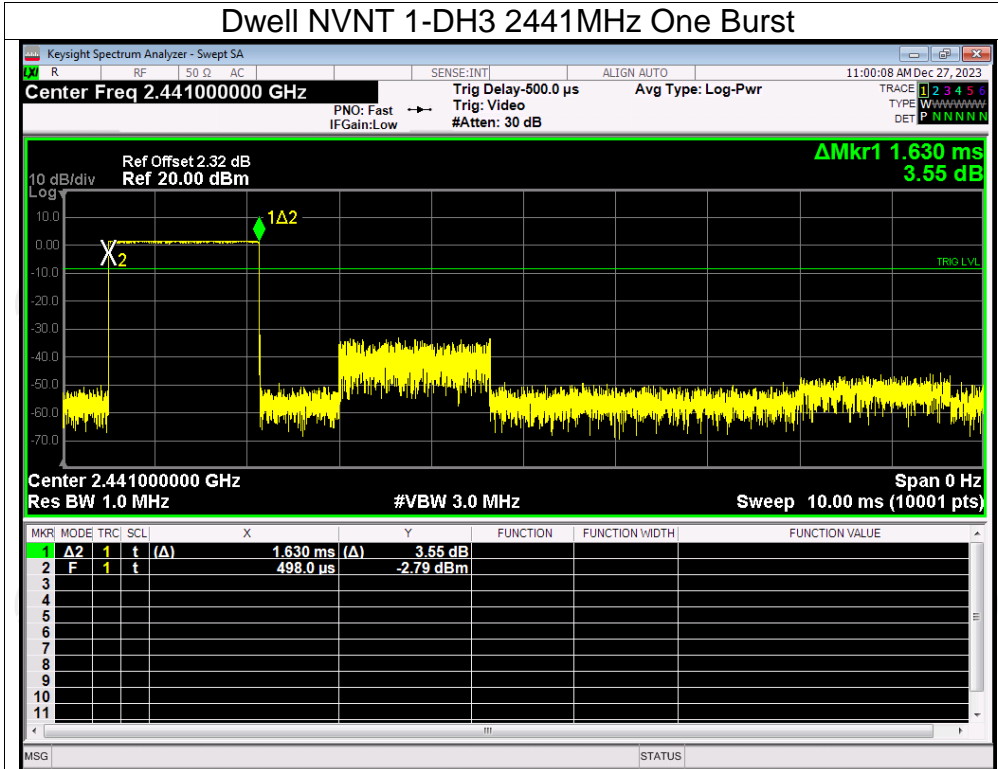 Dwell NVNT 1-DH3 2441MHz One Burst
Keysight Spectrum Analyzer - Swept SA
LXI R RF 50 Ω AC SENSE:INT ALIGN AUTO 11:00:08 AM Dec 27, 2023
Center Freq 2.441000000 GHz Trig Delay-500.0 µs Avg Type: Log-Pwr TRACE 1 2 3 4 5 6
PNO: Fast Trig: Video TYPE WWWWWW
IFGain:Low #Atten: 30 dB DET P N N N N N
ΔMkr1 1.630 ms
Ref Offset 2.32 dB
10 dB/div Ref 20.00 dBm 3.55 dB
Log
10.0
1Δ2
0.00
2
TRIG LVL
-10.0
-20.0
-30.0
-40.0
-50.0
-60.0
-70.0
Center 2.441000000 GHz Span 0 Hz
Res BW 1.0 MHz #VBW 3.0 MHz Sweep 10.00 ms (10001 pts)
MKR MODE TRC SCL X Y FUNCTION FUNCTION WIDTH FUNCTION VALUE
1 Δ2 1 t (Δ) 1.630 ms (Δ) 3.55 dB
2 F 1 t 498.0 µs -2.79 dBm
3
4
5
6
7
8
9
10
11
MSG STATUS